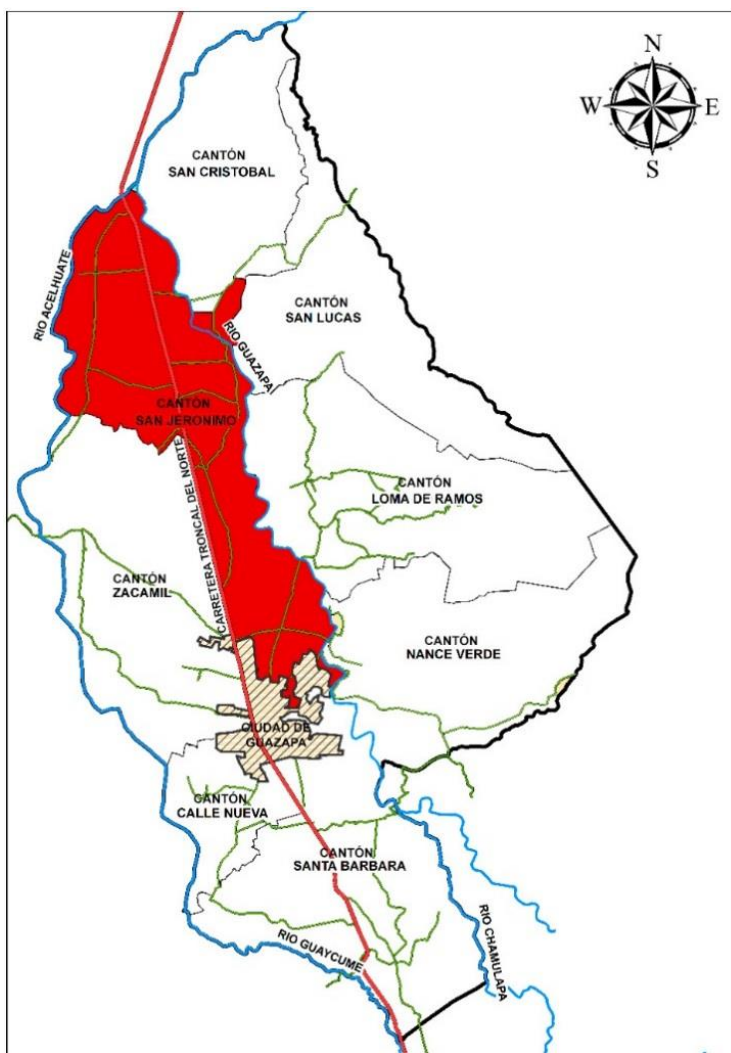 N
W E
S
CANTÓN
SAN CRISTOBAL
RIO ACELHUATE
CANTÓN
SAN LUCAS
RIO GUAZAPA
CANTÓN
SAN JERONIMO
CARRETERA TRONCAL DEL NORTE
CANTÓN
LOMA DE RAMOS
CANTÓN
ZACAMIL
CANTÓN
NANCE VERDE
CIUDAD DE
GUAZAPA
CANTÓN
CALLE NUEVA
CANTÓN
SANTA BARBARA
RIO GUAYCUME
RIO CHAMULAPA